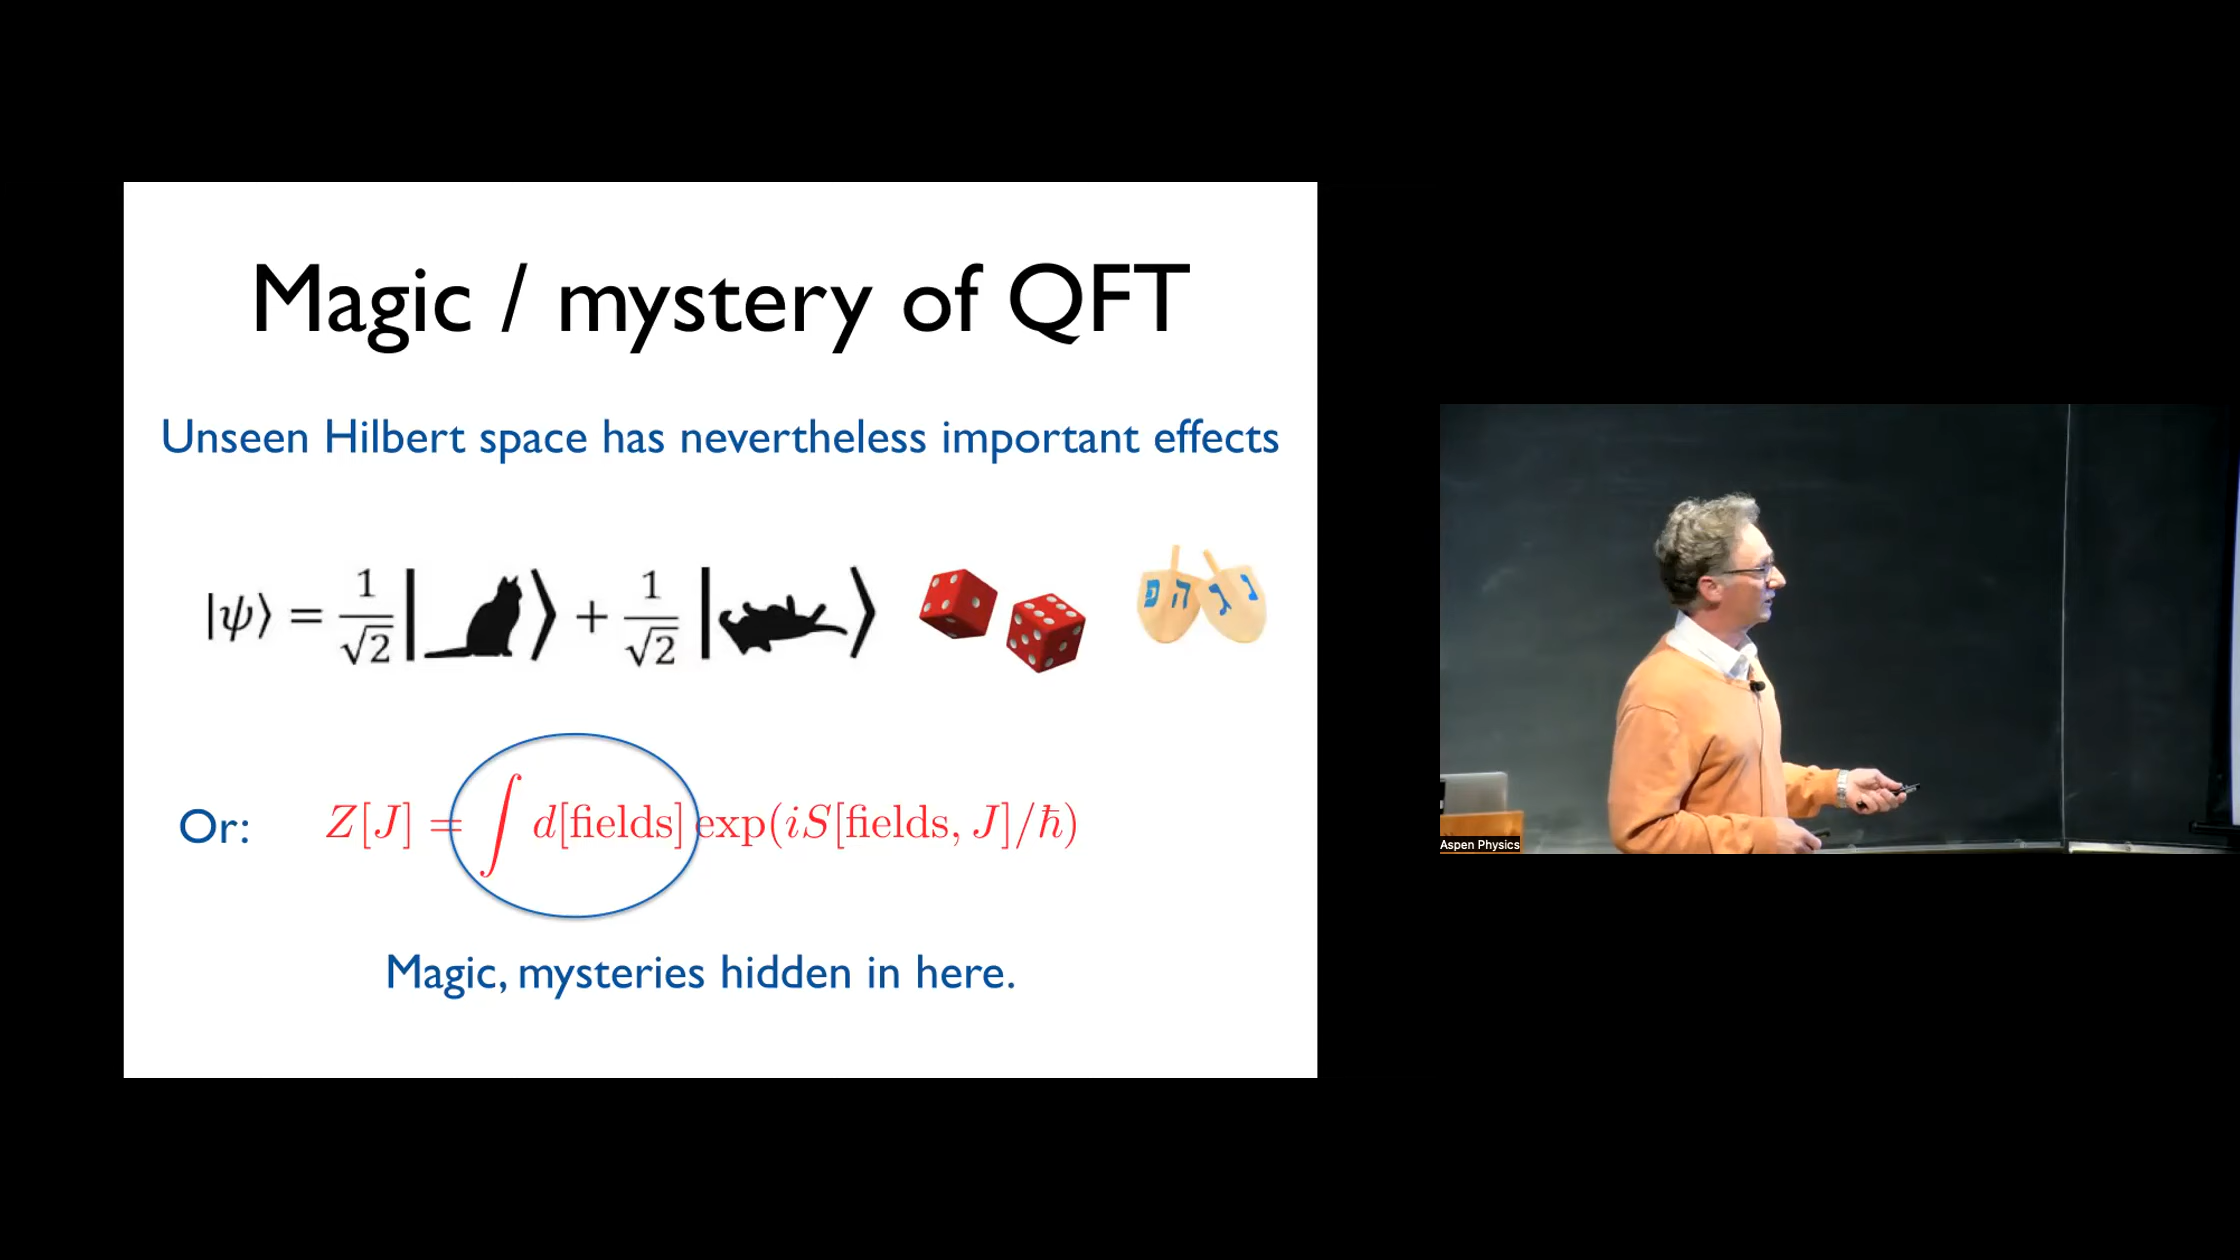 Magic / mystery of QFT
Unseen Hilbert space has nevertheless important effects
|ψ⟩ = 1/√2 | ⟩ + 1/√2 | ⟩
פ ה ג נ
Or: Z[J] = ∫ d[fields] exp(iS[fields, J]/ħ)
Magic, mysteries hidden in here.
Aspen Physics